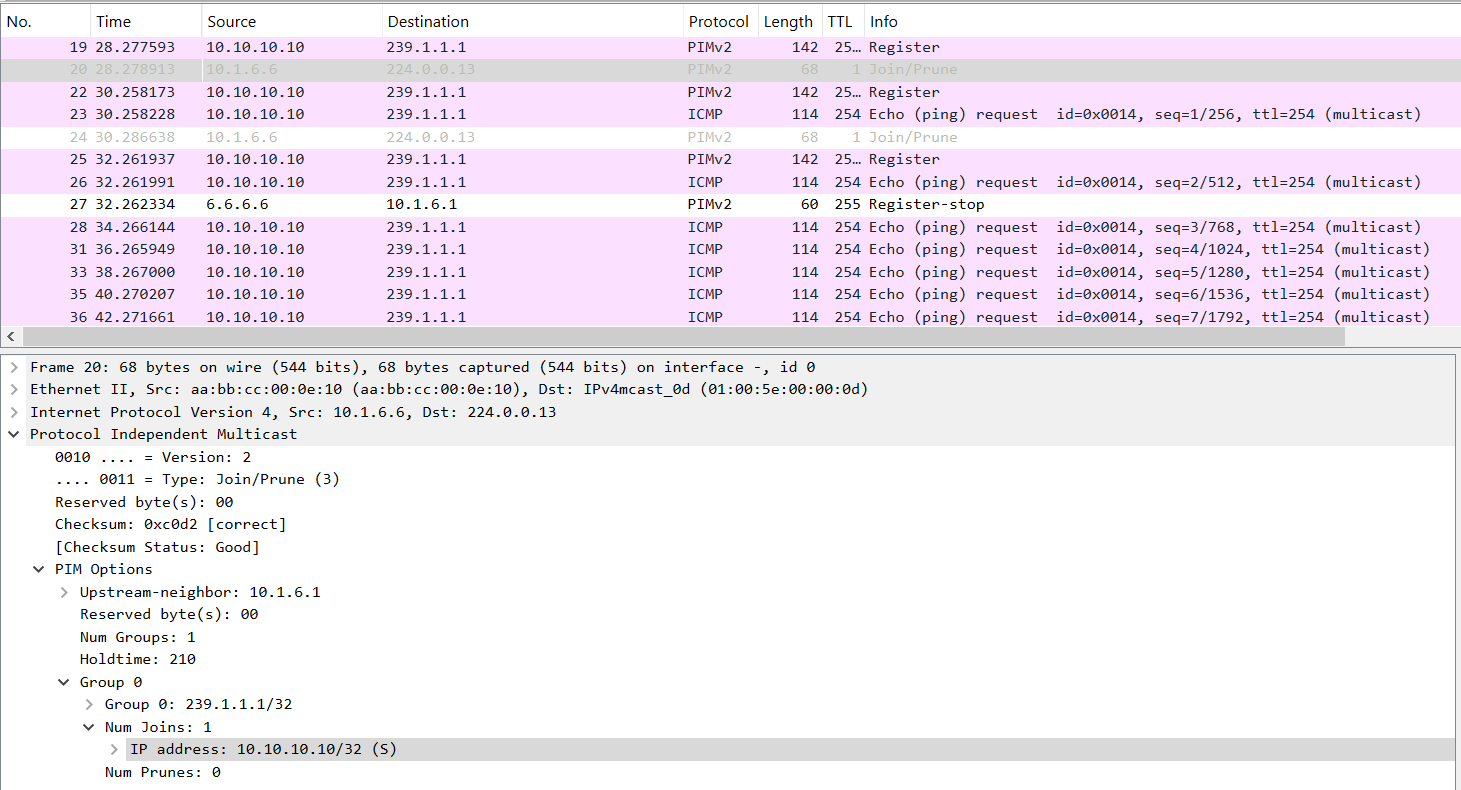 No. Time Source Destination Protocol Length TTL Info
19 28.277593 10.10.10.10 239.1.1.1 PIMv2 142 25… Register
20 28.278913 10.1.6.6 224.0.0.13 PIMv2 68 1 Join/Prune
22 30.258173 10.10.10.10 239.1.1.1 PIMv2 142 25… Register
23 30.258228 10.10.10.10 239.1.1.1 ICMP 114 254 Echo (ping) request id=0x0014, seq=1/256, ttl=254 (multicast)
24 30.286638 10.1.6.6 224.0.0.13 PIMv2 68 1 Join/Prune
25 32.261937 10.10.10.10 239.1.1.1 PIMv2 142 25… Register
26 32.261991 10.10.10.10 239.1.1.1 ICMP 114 254 Echo (ping) request id=0x0014, seq=2/512, ttl=254 (multicast)
27 32.262334 6.6.6.6 10.1.6.1 PIMv2 60 255 Register-stop
28 34.266144 10.10.10.10 239.1.1.1 ICMP 114 254 Echo (ping) request id=0x0014, seq=3/768, ttl=254 (multicast)
31 36.265949 10.10.10.10 239.1.1.1 ICMP 114 254 Echo (ping) request id=0x0014, seq=4/1024, ttl=254 (multicast)
33 38.267000 10.10.10.10 239.1.1.1 ICMP 114 254 Echo (ping) request id=0x0014, seq=5/1280, ttl=254 (multicast)
35 40.270207 10.10.10.10 239.1.1.1 ICMP 114 254 Echo (ping) request id=0x0014, seq=6/1536, ttl=254 (multicast)
36 42.271661 10.10.10.10 239.1.1.1 ICMP 114 254 Echo (ping) request id=0x0014, seq=7/1792, ttl=254 (multicast)
Frame 20: 68 bytes on wire (544 bits), 68 bytes captured (544 bits) on interface -, id 0
Ethernet II, Src: aa:bb:cc:00:0e:10 (aa:bb:cc:00:0e:10), Dst: IPv4mcast_0d (01:00:5e:00:00:0d)
Internet Protocol Version 4, Src: 10.1.6.6, Dst: 224.0.0.13
Protocol Independent Multicast
0010 .... = Version: 2
.... 0011 = Type: Join/Prune (3)
Reserved byte(s): 00
Checksum: 0xc0d2 [correct]
[Checksum Status: Good]
PIM Options
Upstream-neighbor: 10.1.6.1
Reserved byte(s): 00
Num Groups: 1
Holdtime: 210
Group 0
Group 0: 239.1.1.1/32
Num Joins: 1
IP address: 10.10.10.10/32 (S)
Num Prunes: 0